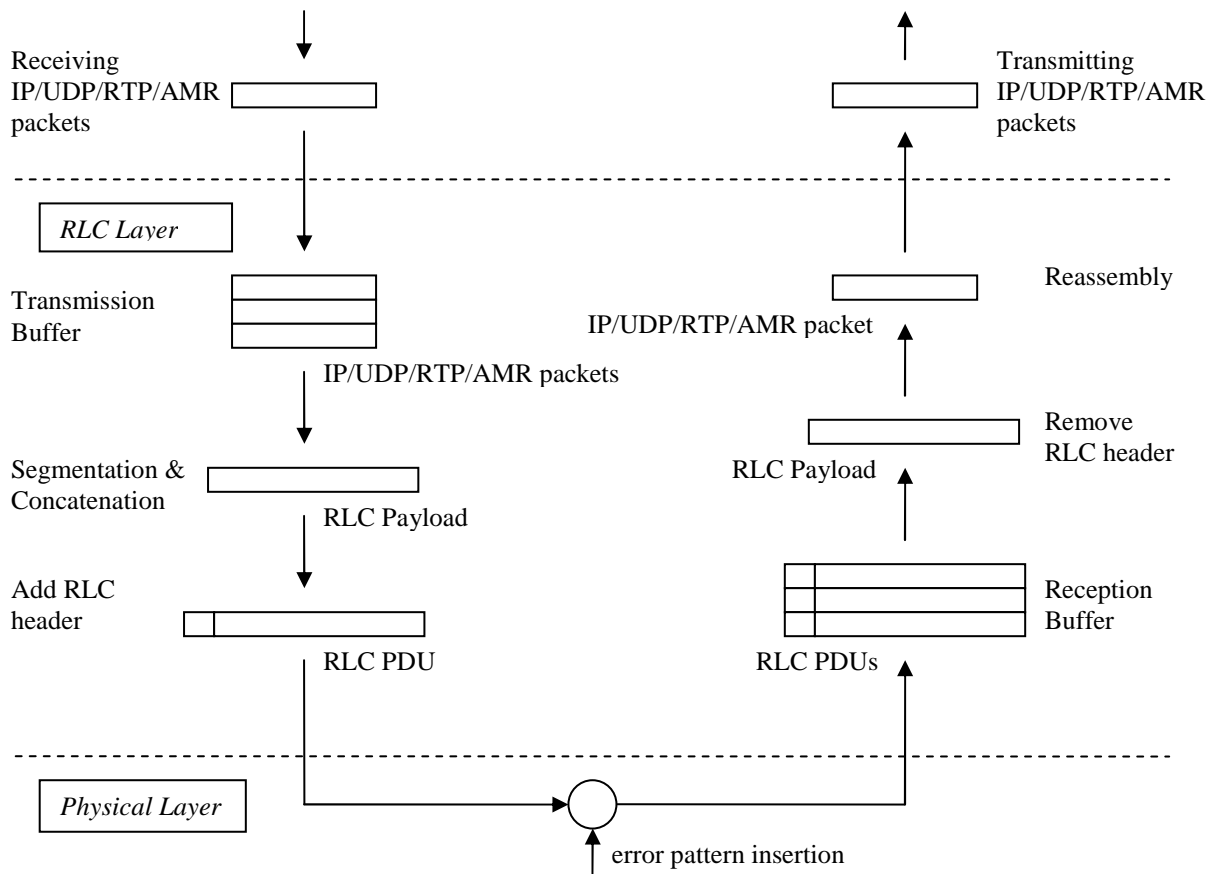 Receiving
IP/UDP/RTP/AMR
packets
Transmitting
IP/UDP/RTP/AMR
packets
RLC Layer
Transmission
Buffer
IP/UDP/RTP/AMR packets
Reassembly
IP/UDP/RTP/AMR packet
Segmentation &
Concatenation
RLC Payload
Remove
RLC header
RLC Payload
Add RLC
header
RLC PDU
Reception
Buffer
RLC PDUs
Physical Layer
error pattern insertion